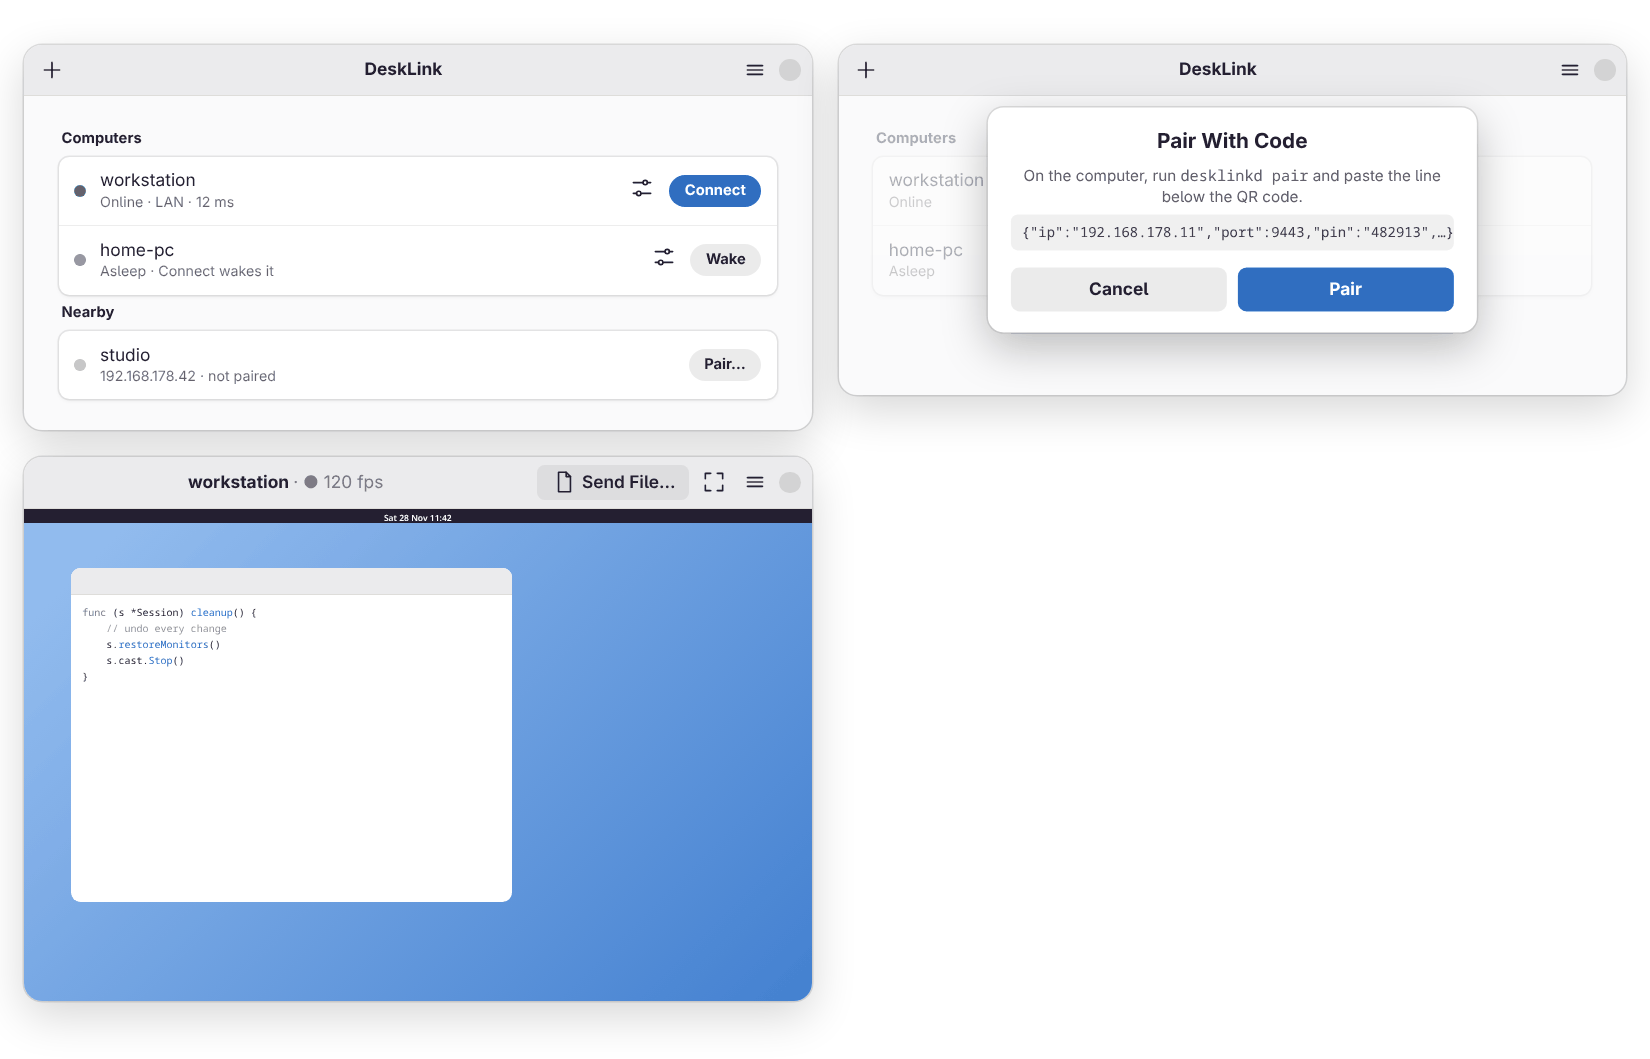 DeskLink
Computers
workstation
Online · LAN · 12 ms
Connect
home-pc
Asleep · Connect wakes it
Wake
Nearby
studio
192.168.178.42 · not paired
Pair…
DeskLink
Computers
workstation
Online
home-pc
Asleep
Pair With Code
On the computer, run desklinkd pair and paste the line
below the QR code.
{"ip":"192.168.178.11","port":9443,"pin":"482913",…}
Cancel
Pair
workstation · 120 fps
Send File…
Sat 28 Nov 11:42
func (s *Session) cleanup() {
    // undo every change
    s.restoreMonitors()
    s.cast.Stop()
}